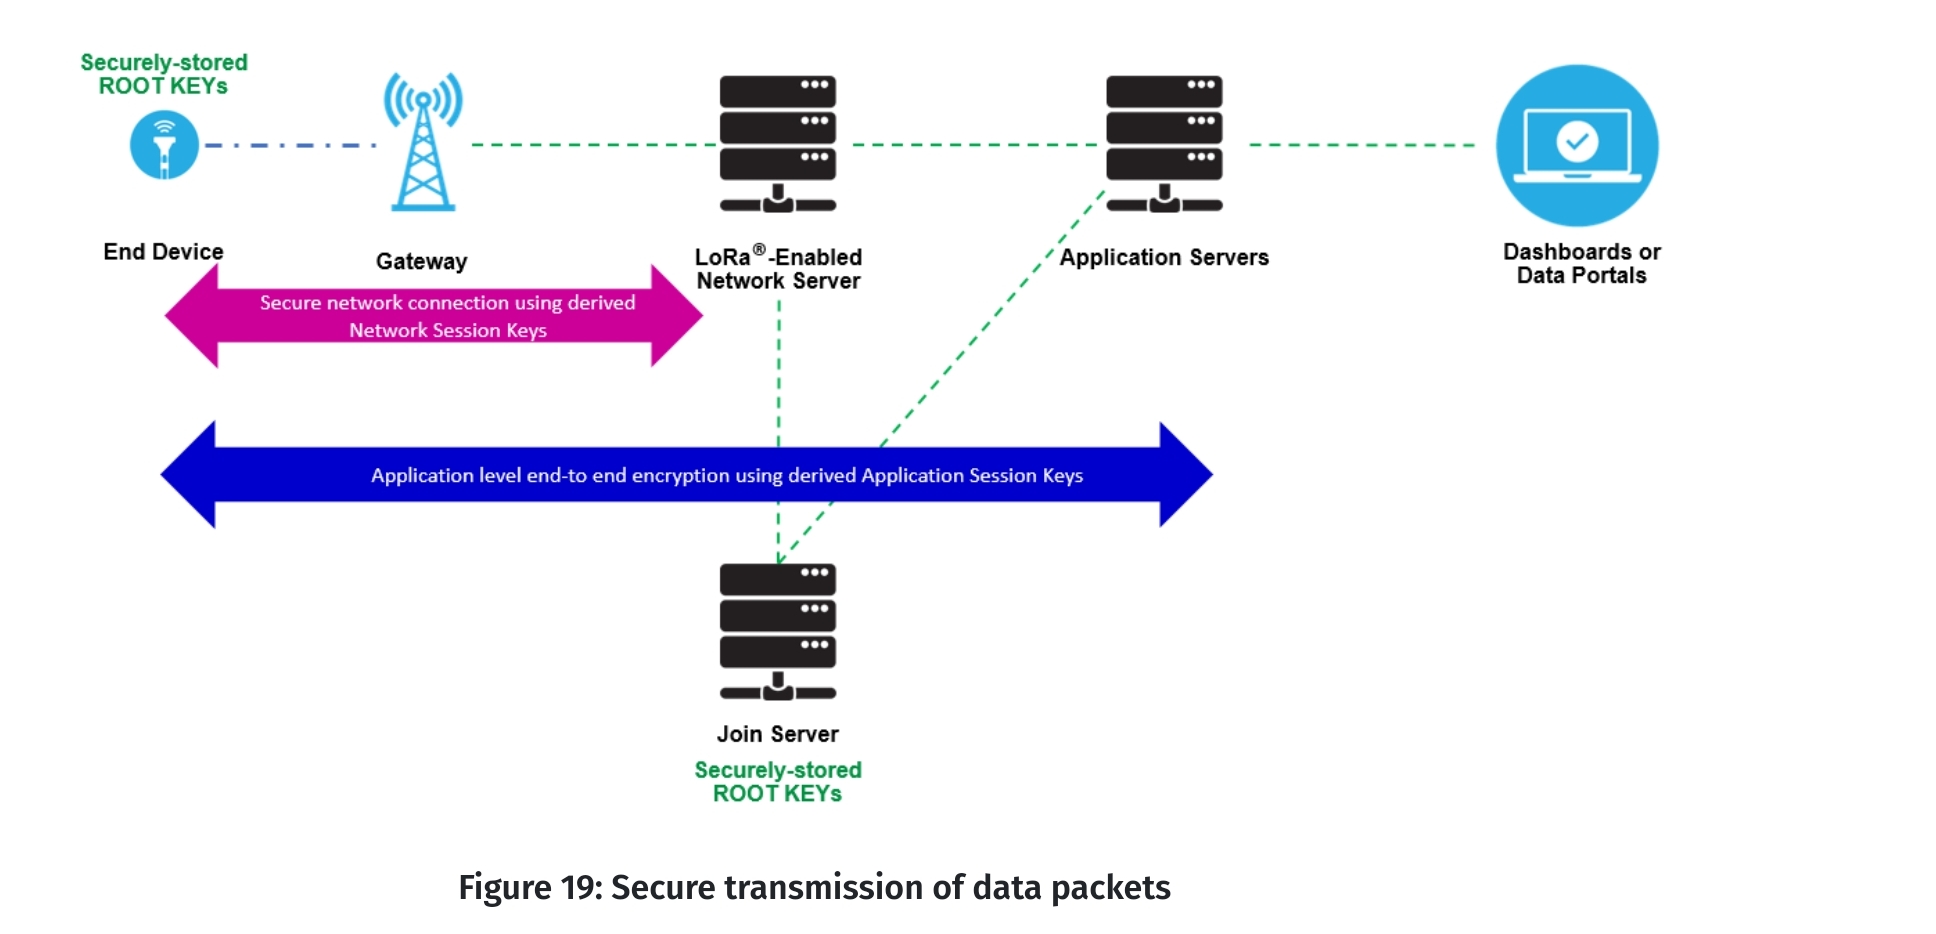 Securely-stored
ROOT KEYs
End Device
Gateway
LoRa®-Enabled
Network Server
Application Servers
Dashboards or
Data Portals
Secure network connection using derived
Network Session Keys
Application level end-to end encryption using derived Application Session Keys
Join Server
Securely-stored
ROOT KEYs
Figure 19: Secure transmission of data packets